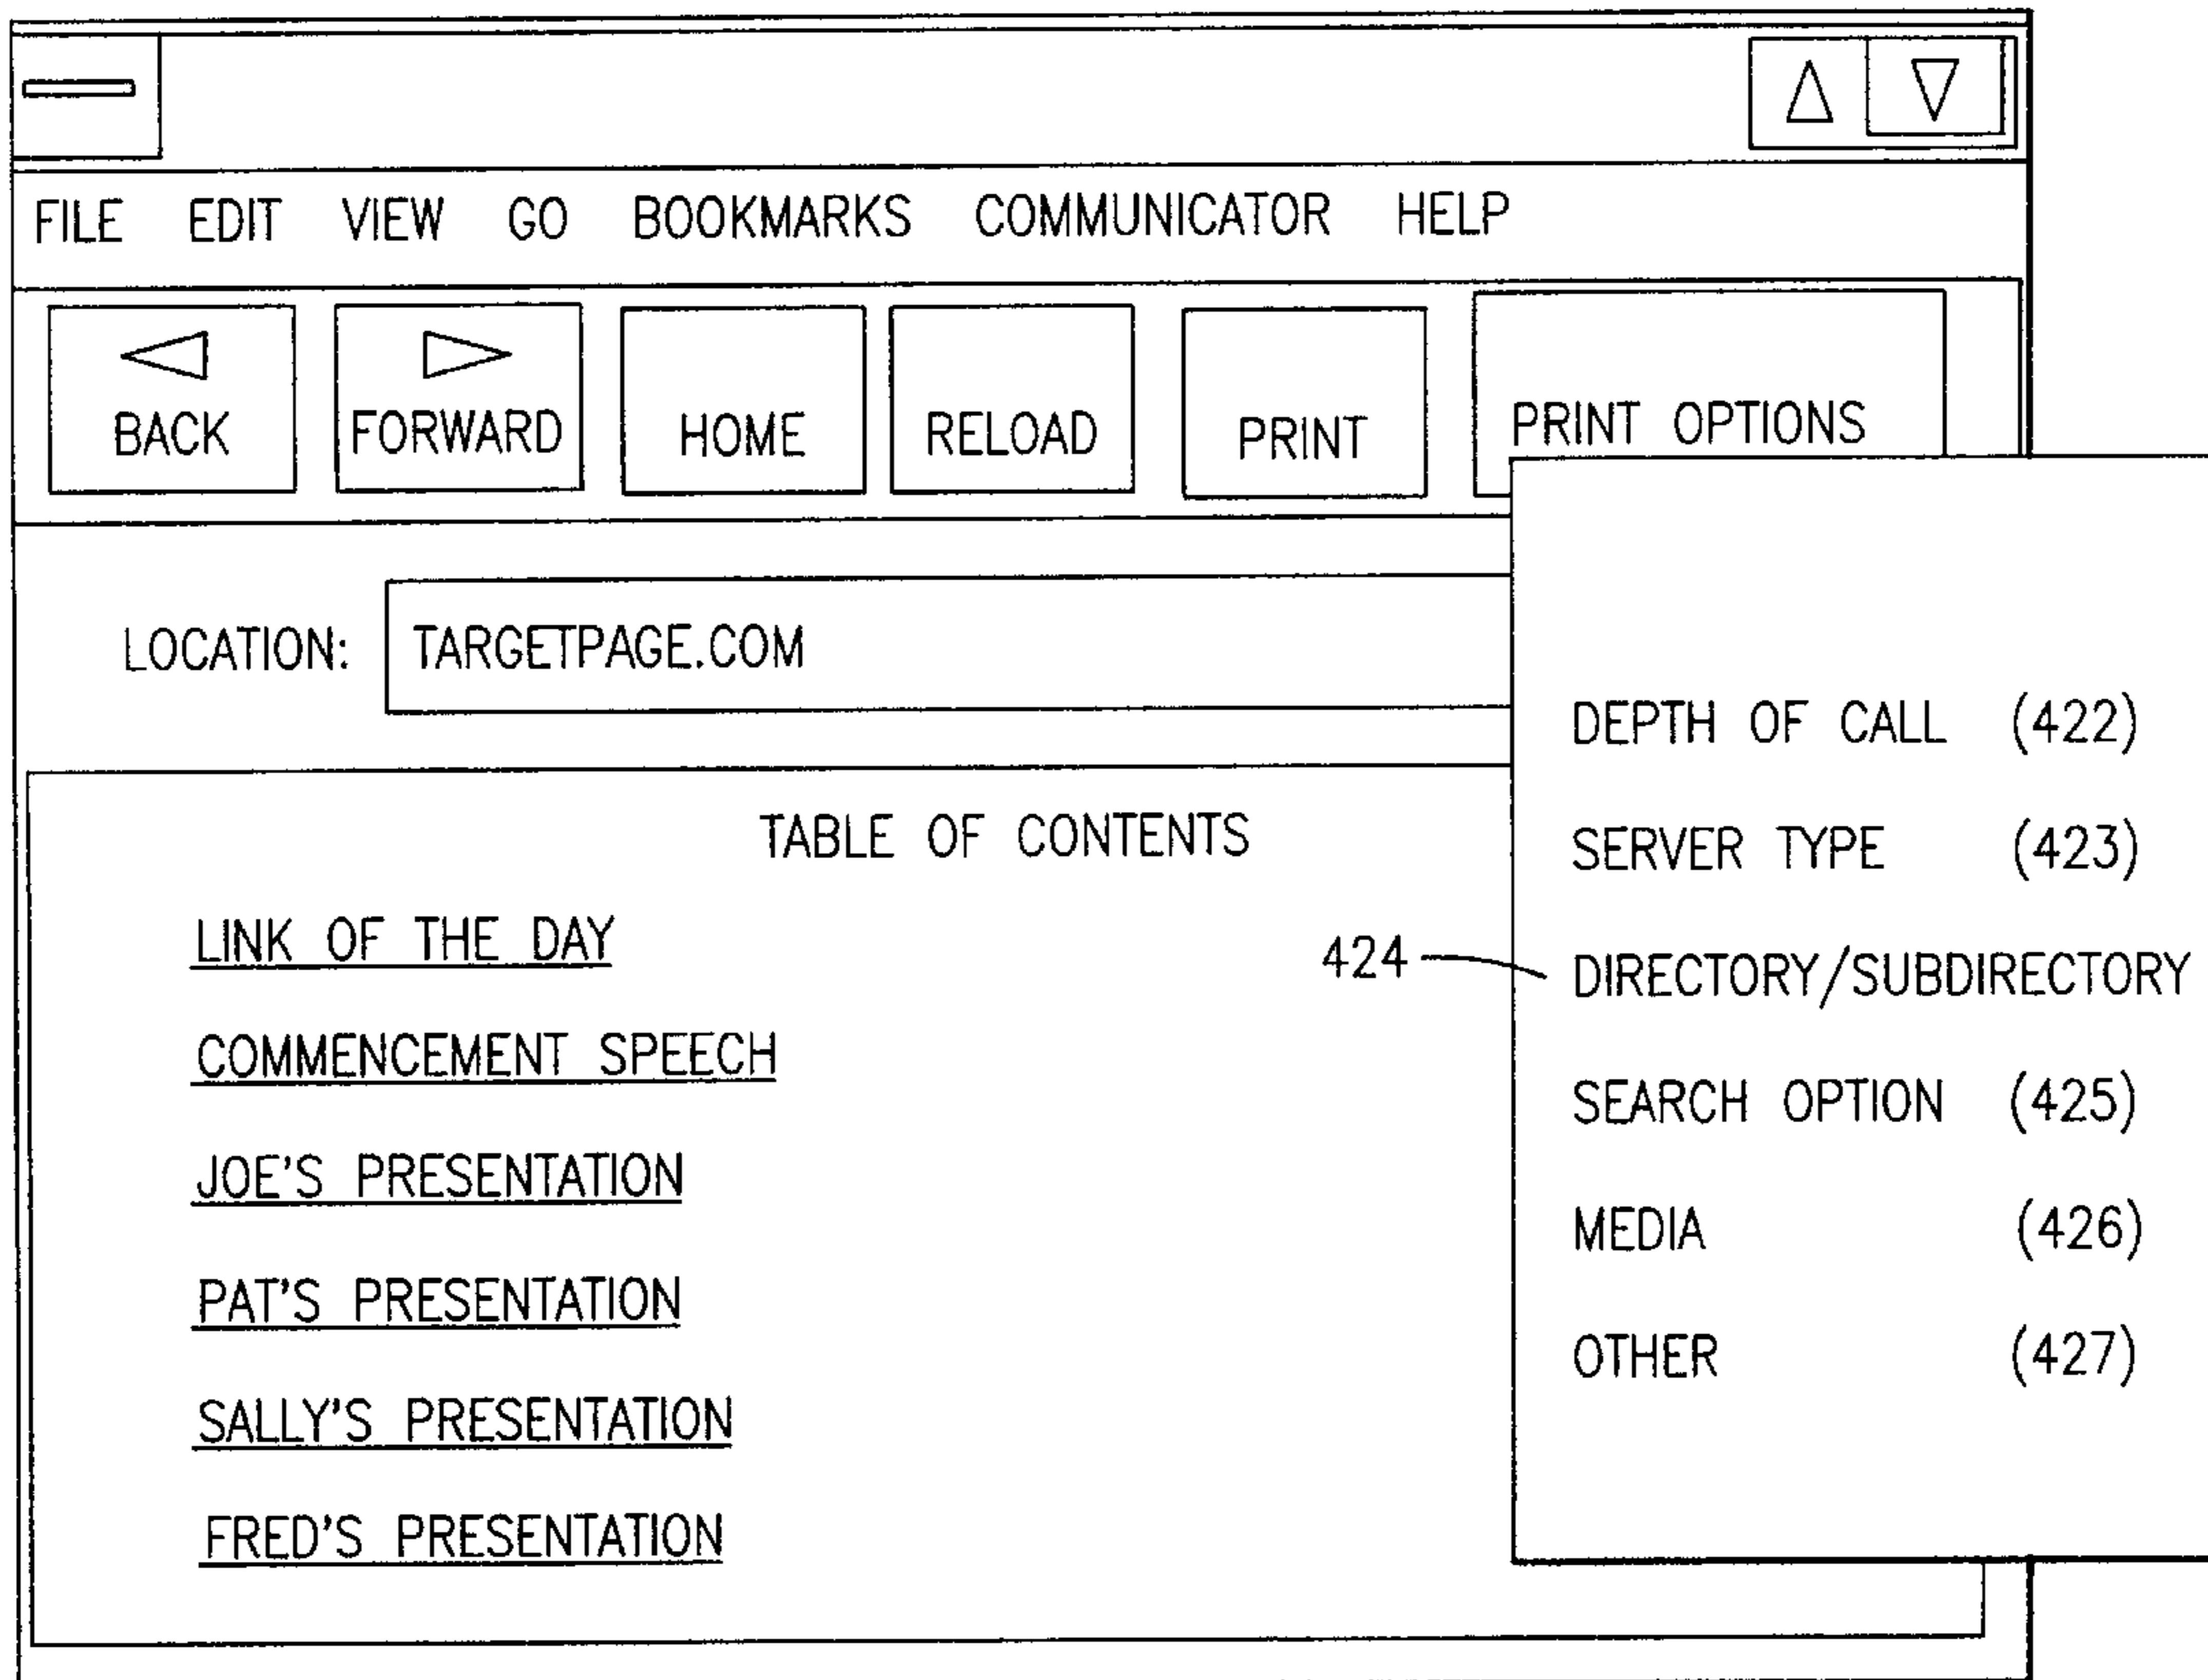 FILE EDIT VIEW GO BOOKMARKS COMMUNICATOR HELP
BACK FORWARD HOME RELOAD PRINT PRINT OPTIONS
LOCATION: TARGETPAGE.COM
TABLE OF CONTENTS
LINK OF THE DAY
COMMENCEMENT SPEECH
JOE'S PRESENTATION
PAT'S PRESENTATION
SALLY'S PRESENTATION
FRED'S PRESENTATION
DEPTH OF CALL (422)
SERVER TYPE (423)
424 DIRECTORY/SUBDIRECTORY
SEARCH OPTION (425)
MEDIA (426)
OTHER (427)